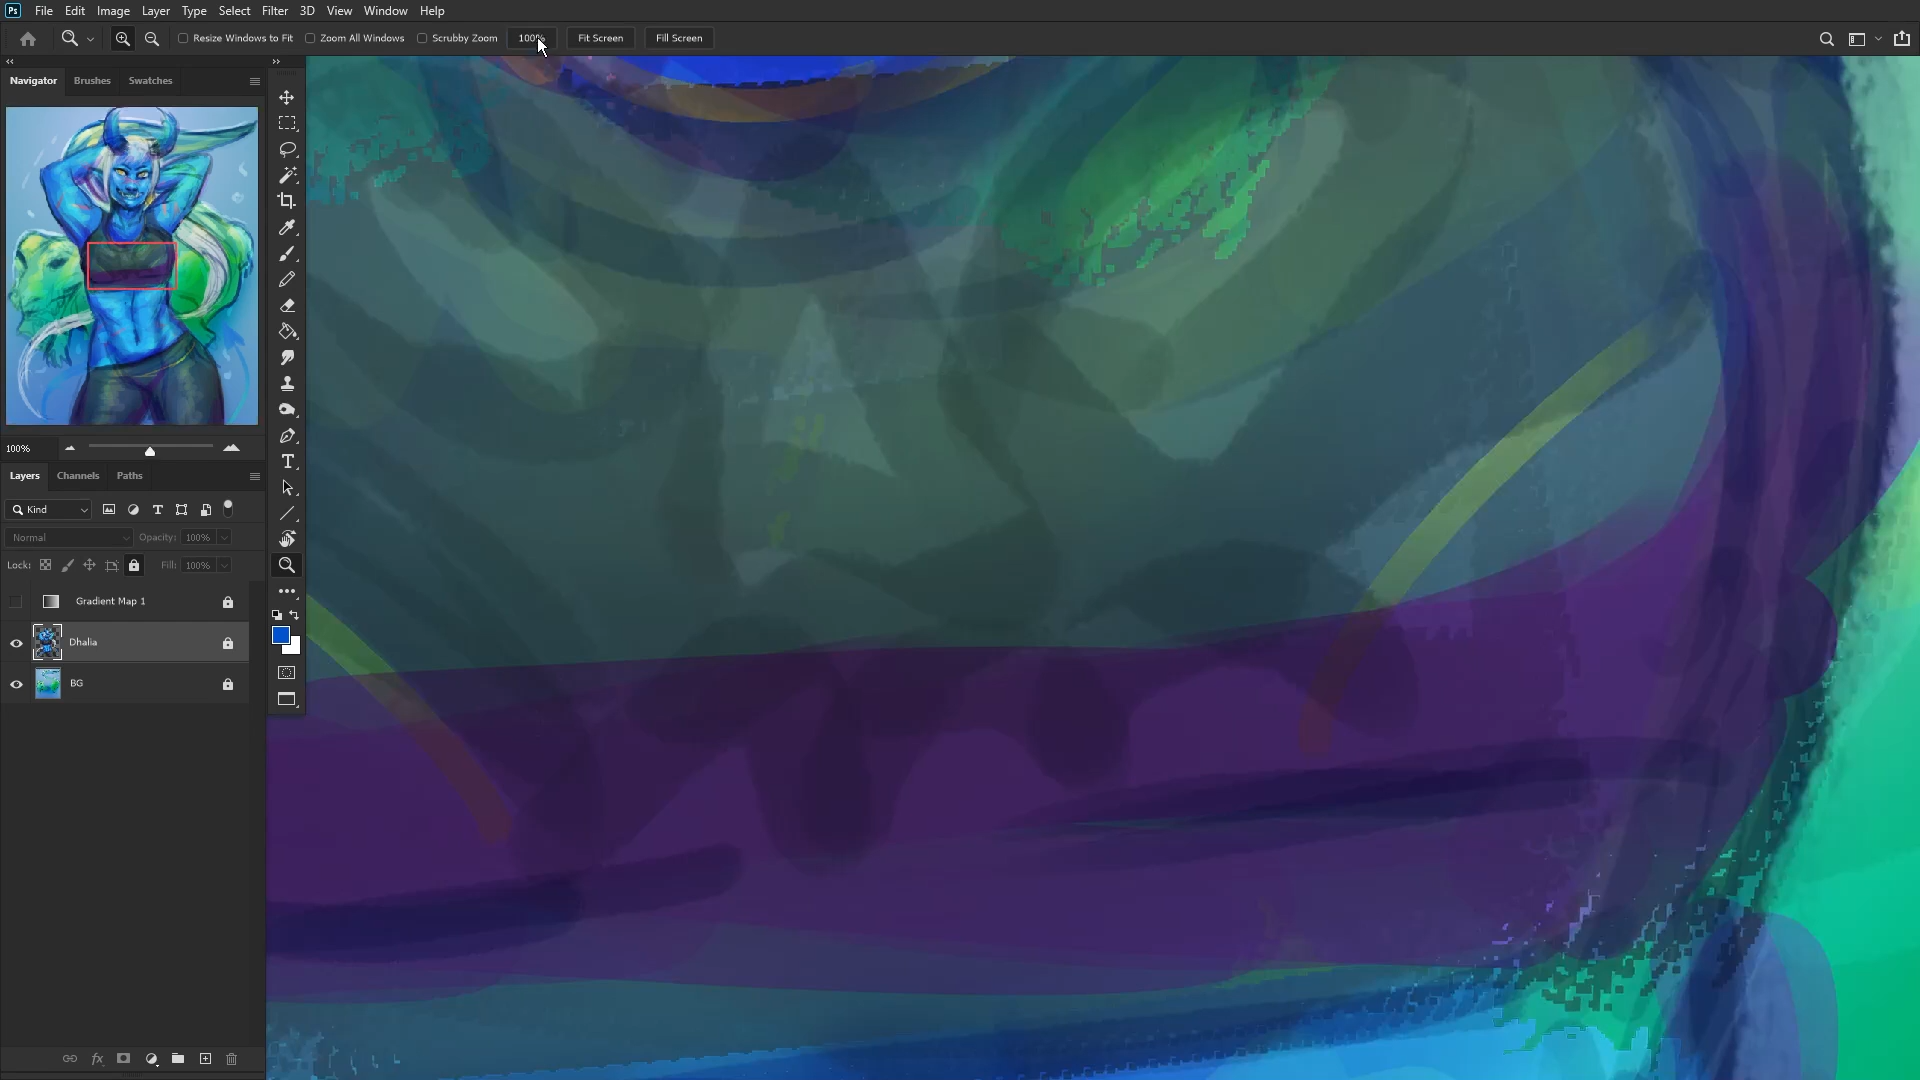 Ps File Edit Image Layer Type Select Filter 3D View Window Help
Resize Windows to Fit Zoom All Windows Scrubby Zoom 100% Fit Screen Fill Screen
Navigator Brushes Swatches
100%
Layers Channels Paths
Kind
Normal Opacity: 100%
Lock: Fill: 100%
Gradient Map 1
Dhalia
BG